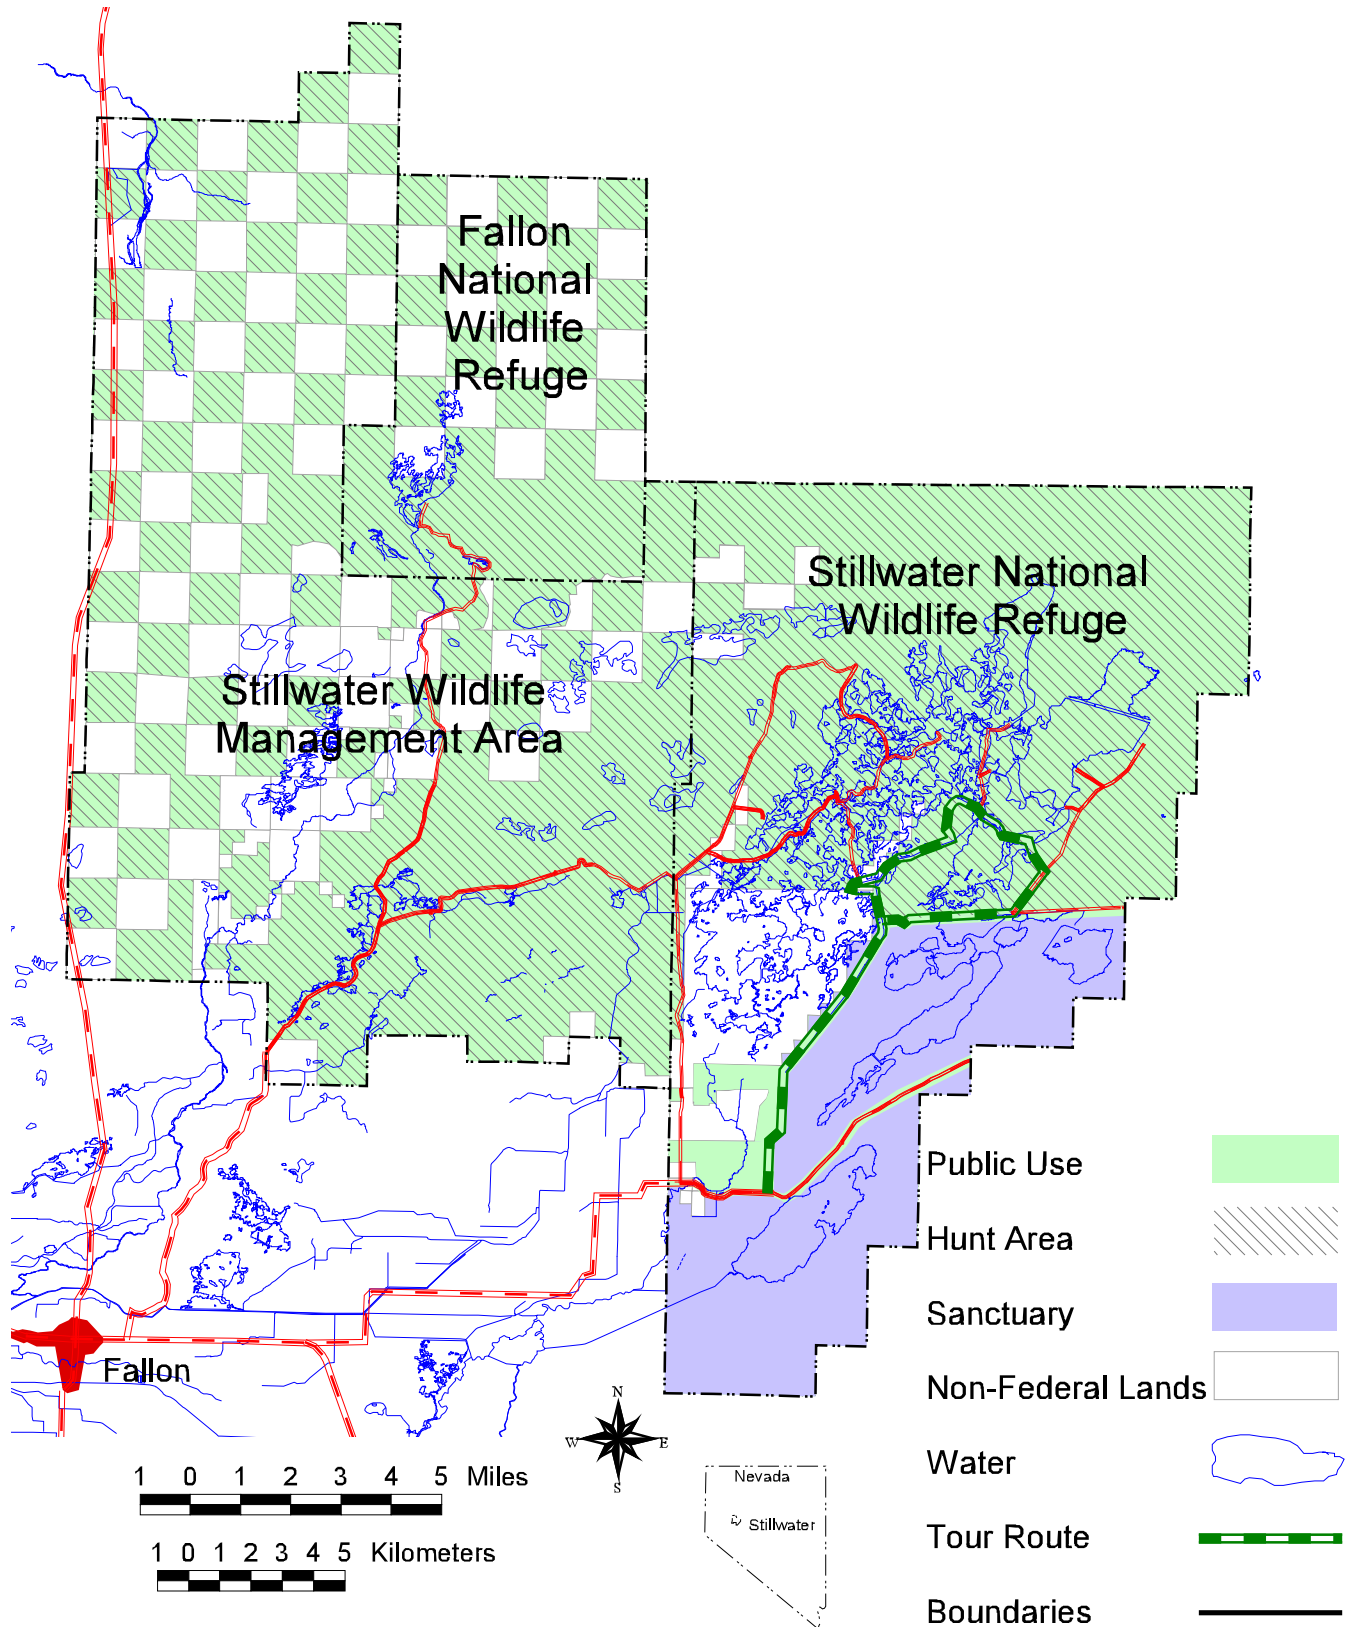 Fallon
National
Wildlife
Refuge
Stillwater National
Wildlife Refuge
Stillwater Wildlife
Management Area
Fallon
Public Use
Hunt Area
Sanctuary
Non-Federal Lands
Water
Tour Route
Boundaries
N
W E
S
1 0 1 2 3 4 5 Miles
1 0 1 2 3 4 5 Kilometers
Nevada
Stillwater